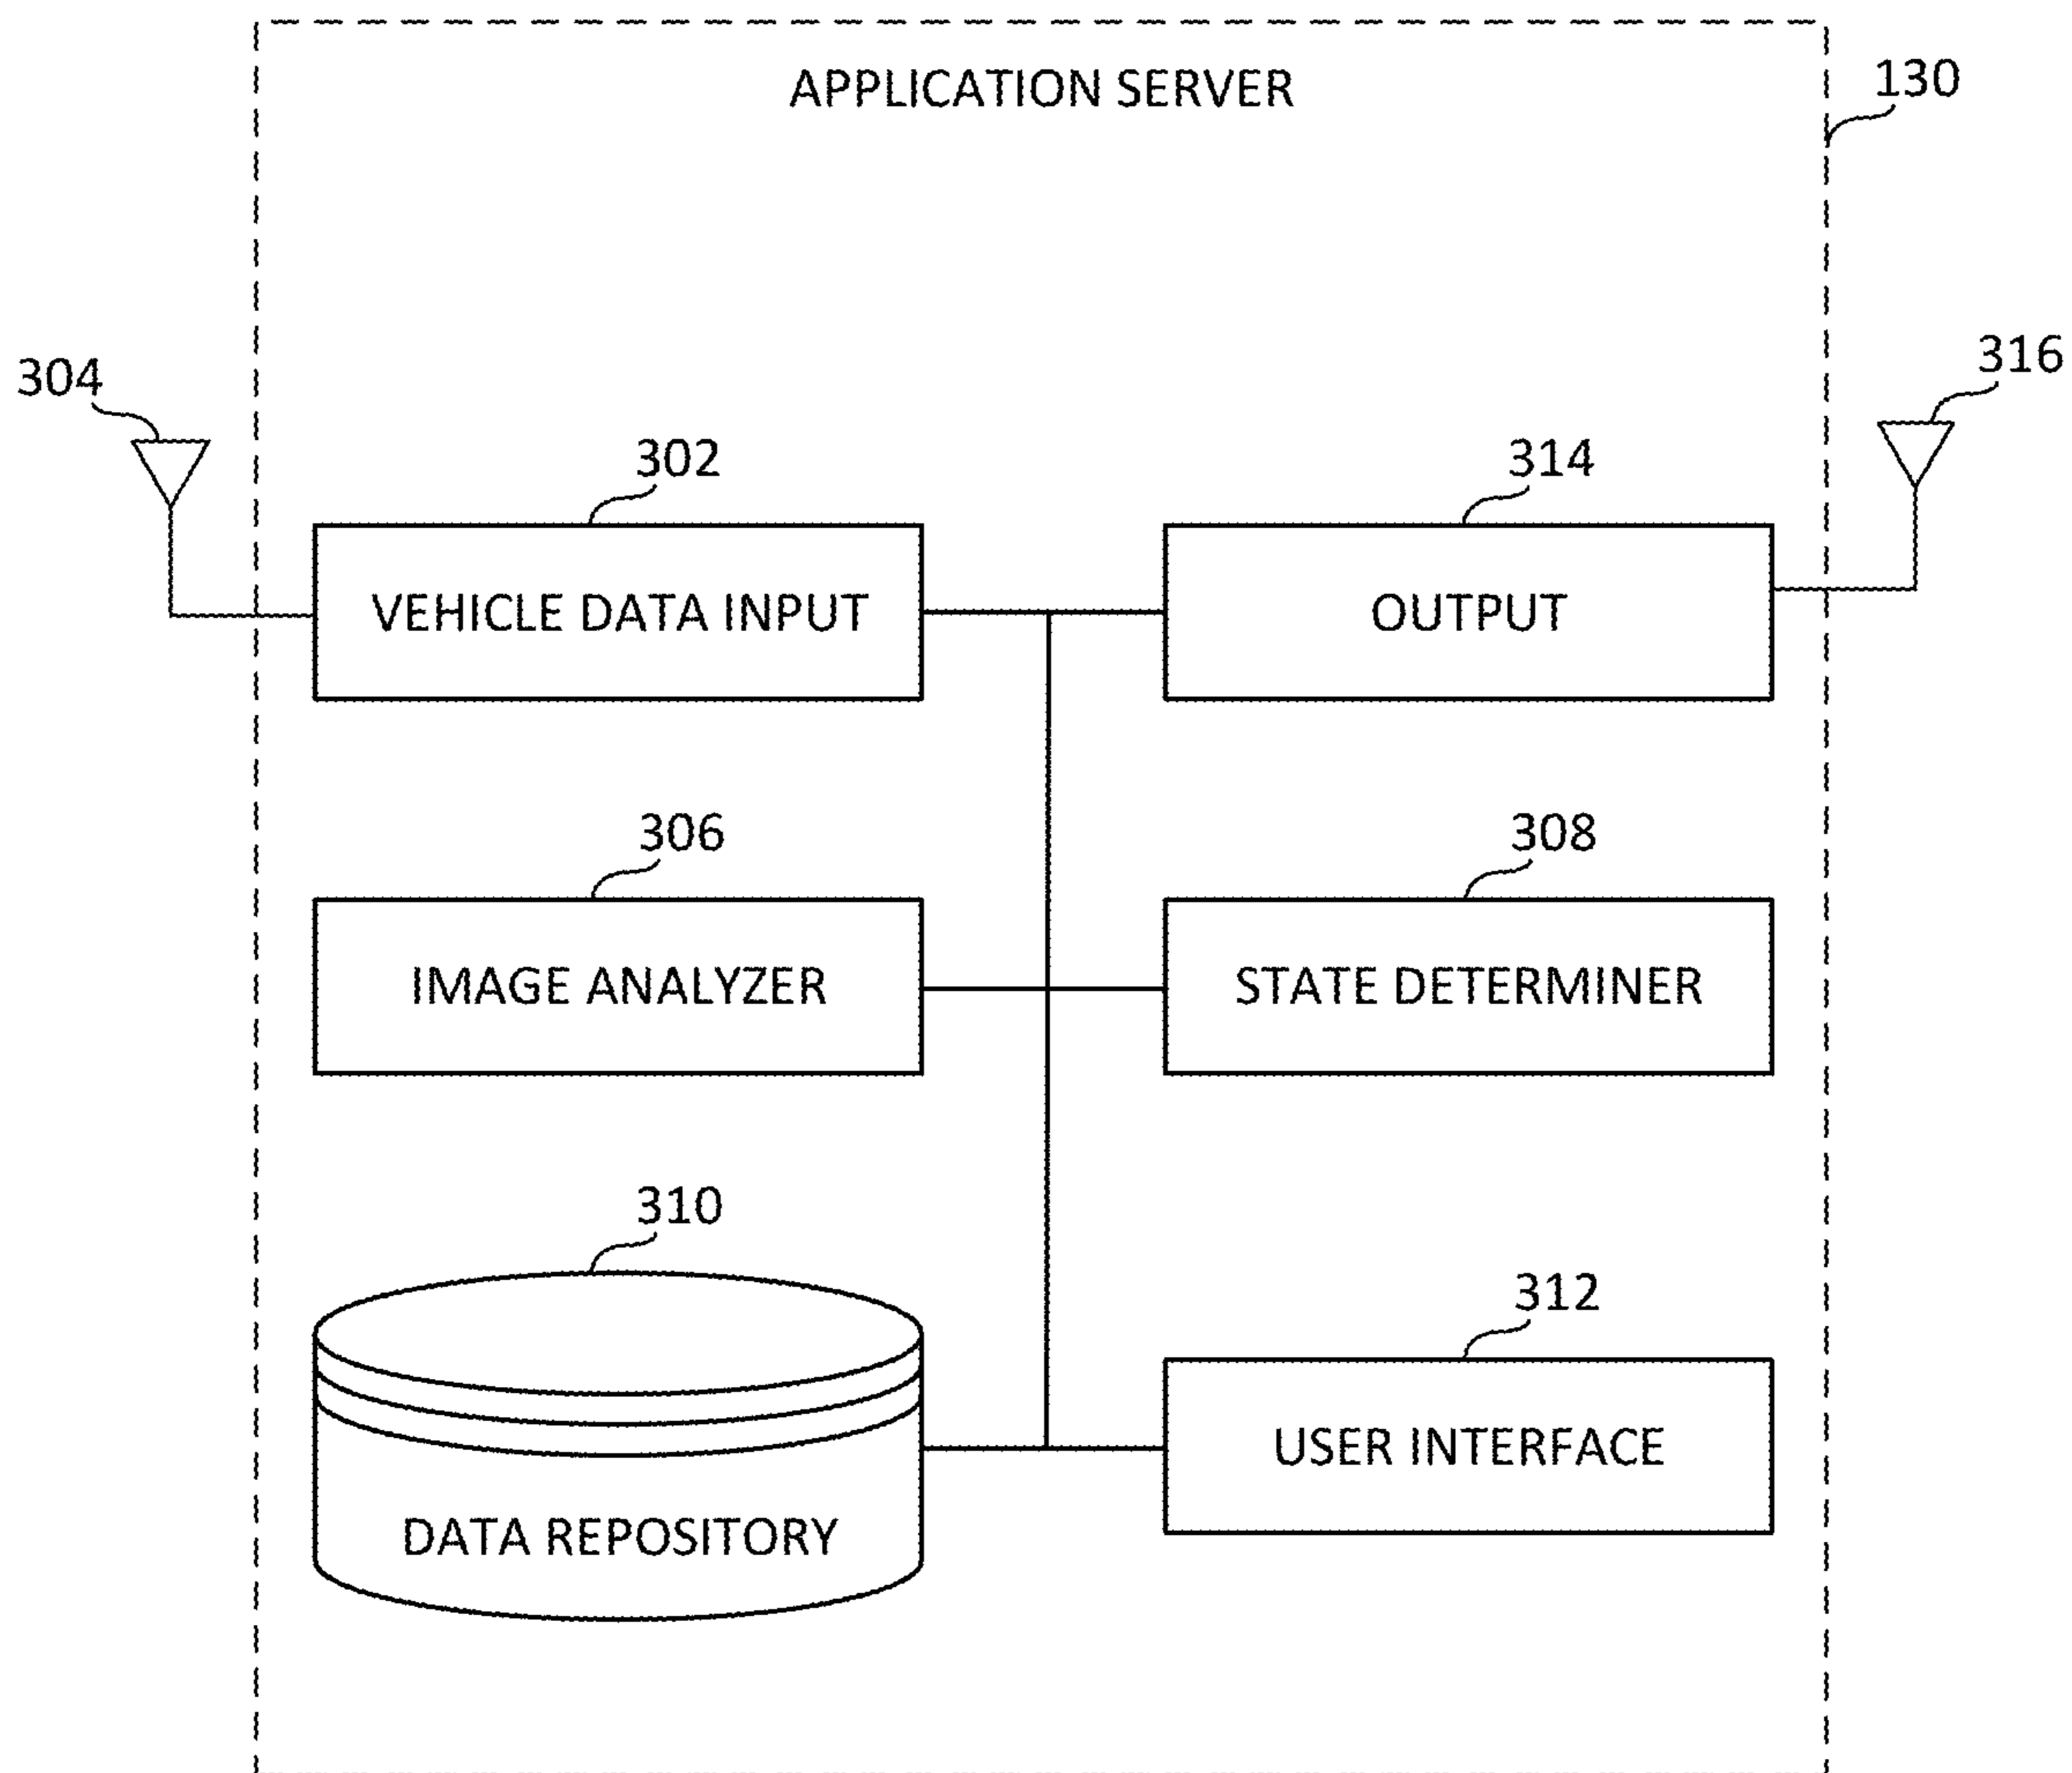 APPLICATION SERVER
130
304
316
302
314
VEHICLE DATA INPUT
OUTPUT
306
308
IMAGE ANALYZER
STATE DETERMINER
310
312
USER INTERFACE
DATA REPOSITORY